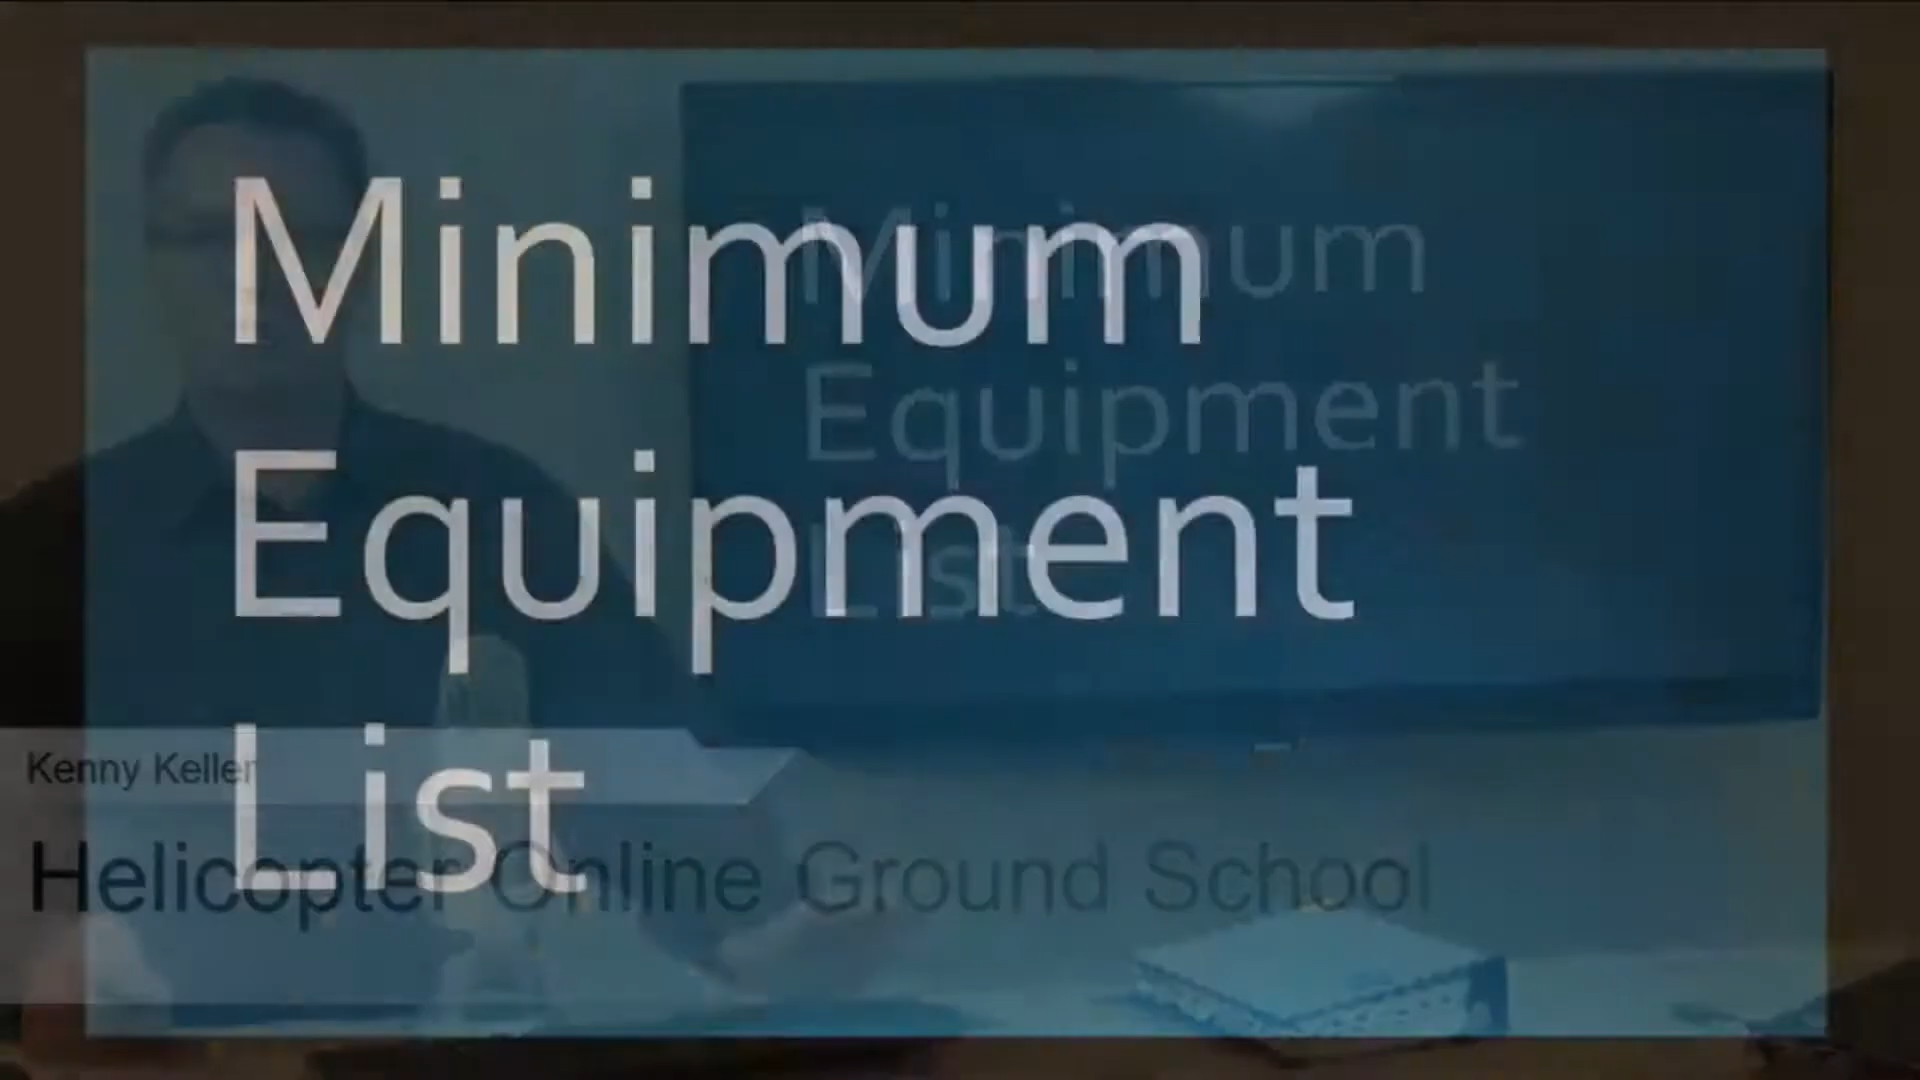 Minimum
Equipment
List
Minimum
Equipment
List
Kenny Keller
Helicopter Online Ground School